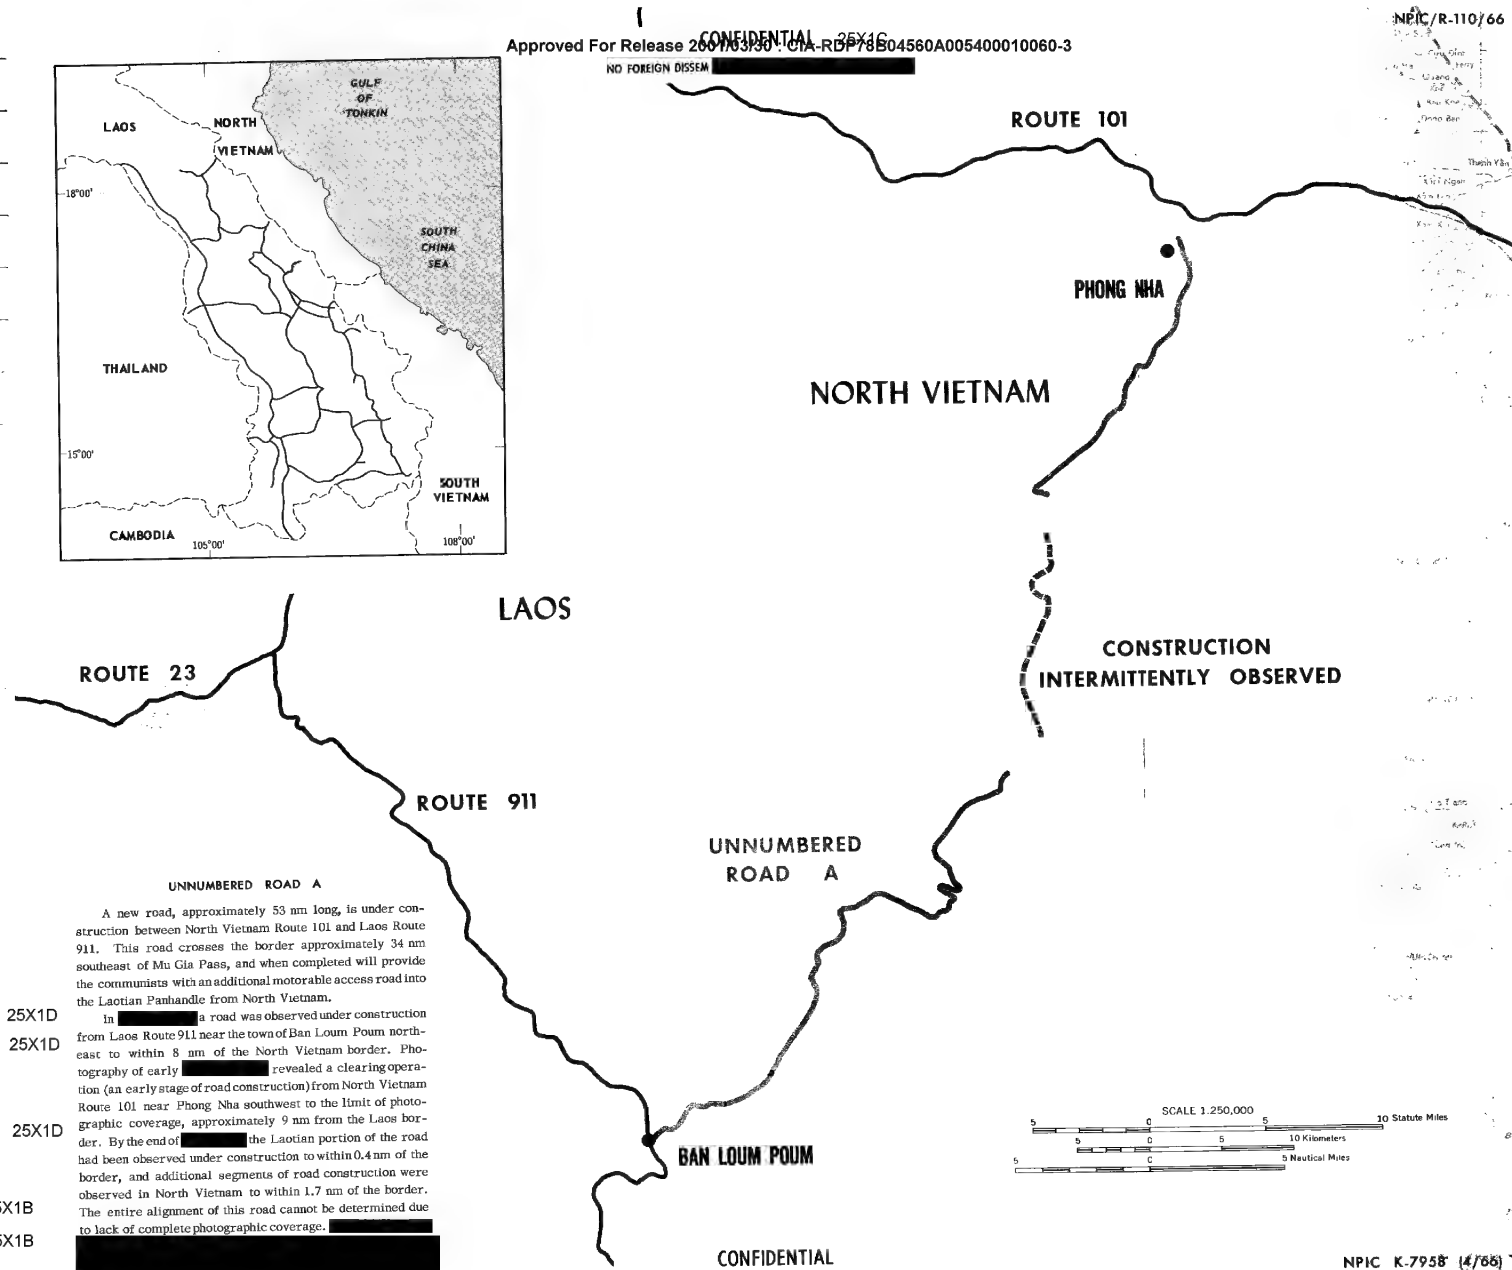 NPIC/R-110/66
CONFIDENTIAL 25X1C
Approved For Release 2001/03/30 : CIA-RDP78B04560A005400010060-3
NO FOREIGN DISSEM
GULF
OF
TONKIN
LAOS
NORTH
VIETNAM
18°00'
SOUTH
CHINA
SEA
THAILAND
15°00'
SOUTH
VIETNAM
CAMBODIA
105°00'
108°00'
ROUTE 101
PHONG NHA
NORTH VIETNAM
LAOS
ROUTE 23
CONSTRUCTION
INTERMITTENTLY OBSERVED
ROUTE 911
UNNUMBERED
ROAD A
UNNUMBERED ROAD A
A new road, approximately 53 nm long, is under con-
struction between North Vietnam Route 101 and Laos Route
911. This road crosses the border approximately 34 nm
southeast of Mu Gia Pass, and when completed will provide
the communists with an additional motorable access road into
the Laotian Panhandle from North Vietnam.
25X1D
In a road was observed under construction
from Laos Route 911 near the town of Ban Loum Poum north-
25X1D
east to within 8 nm of the North Vietnam border. Pho-
tography of early revealed a clearing opera-
tion (an early stage of road construction) from North Vietnam
Route 101 near Phong Nha southwest to the limit of photo-
graphic coverage, approximately 9 nm from the Laos bor-
25X1D
der. By the end of the Laotian portion of the road
had been observed under construction to within 0.4 nm of the
border, and additional segments of road construction were
observed in North Vietnam to within 1.7 nm of the border.
5X1B
The entire alignment of this road cannot be determined due
to lack of complete photographic coverage.
5X1B
BAN LOUM POUM
SCALE 1:250,000
5 0 5 10 Statute Miles
5 0 5 10 Kilometers
5 0 5 Nautical Miles
CONFIDENTIAL
NPIC K-7958 (4/66)